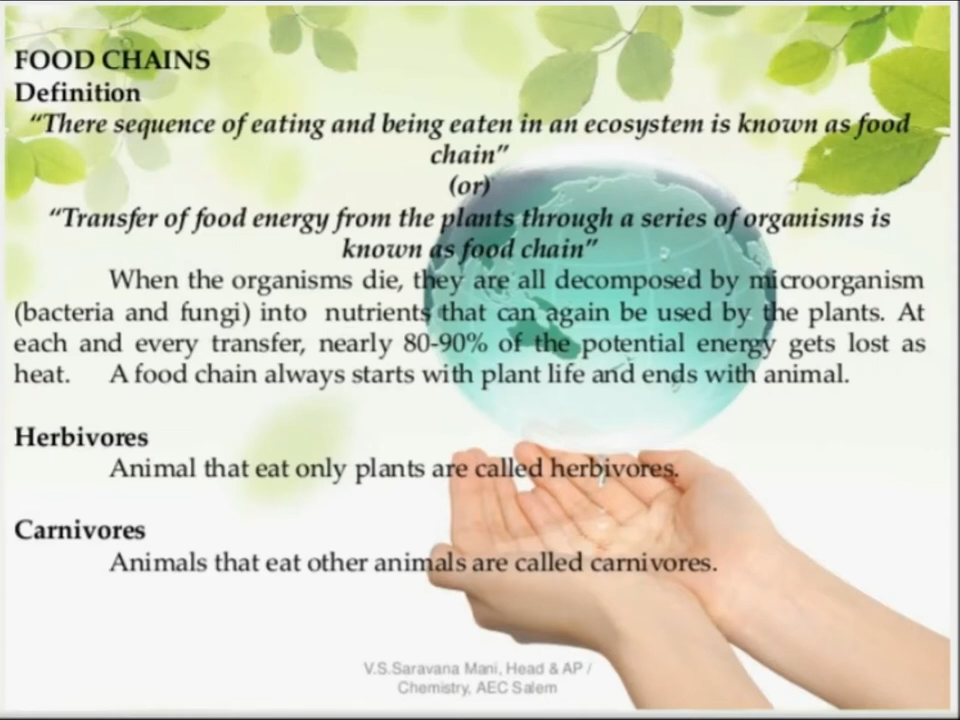 FOOD CHAINS
Definition
“There sequence of eating and being eaten in an ecosystem is known as food
chain”
(or)
“Transfer of food energy from the plants through a series of organisms is
known as food chain”
When the organisms die, they are all decomposed by microorganism
(bacteria and fungi) into nutrients that can again be used by the plants. At
each and every transfer, nearly 80-90% of the potential energy gets lost as
heat. A food chain always starts with plant life and ends with animal.
Herbivores
Animal that eat only plants are called herbivores.
Carnivores
Animals that eat other animals are called carnivores.
V.S.Saravana Mani, Head & AP /
Chemistry, AEC Salem